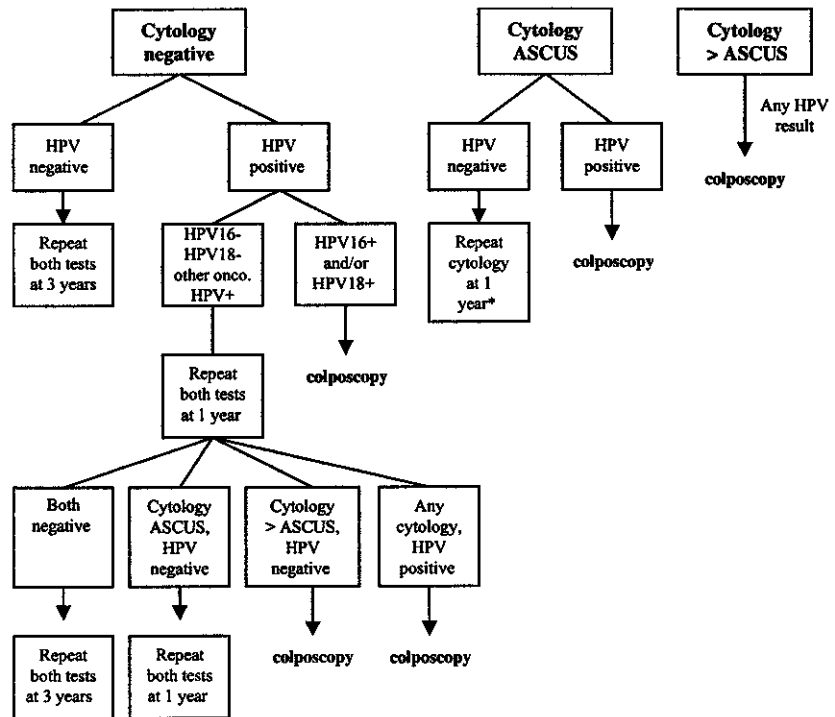 Cytology
negative
Cytology
ASCUS
Cytology
> ASCUS
Any HPV
result
HPV
negative
HPV
positive
HPV
negative
HPV
positive
colposcopy
Repeat
both tests
at 3 years
HPV16-
HPV18-
other onco.
HPV+
HPV16+
and/or
HPV18+
Repeat
cytology
at 1
year*
colposcopy
Repeat
both tests
at 1 year
colposcopy
Both
negative
Cytology
ASCUS,
HPV
negative
Cytology
> ASCUS,
HPV
negative
Any
cytology,
HPV
positive
Repeat
both tests
at 3 years
Repeat
both tests
at 1 year
colposcopy
colposcopy